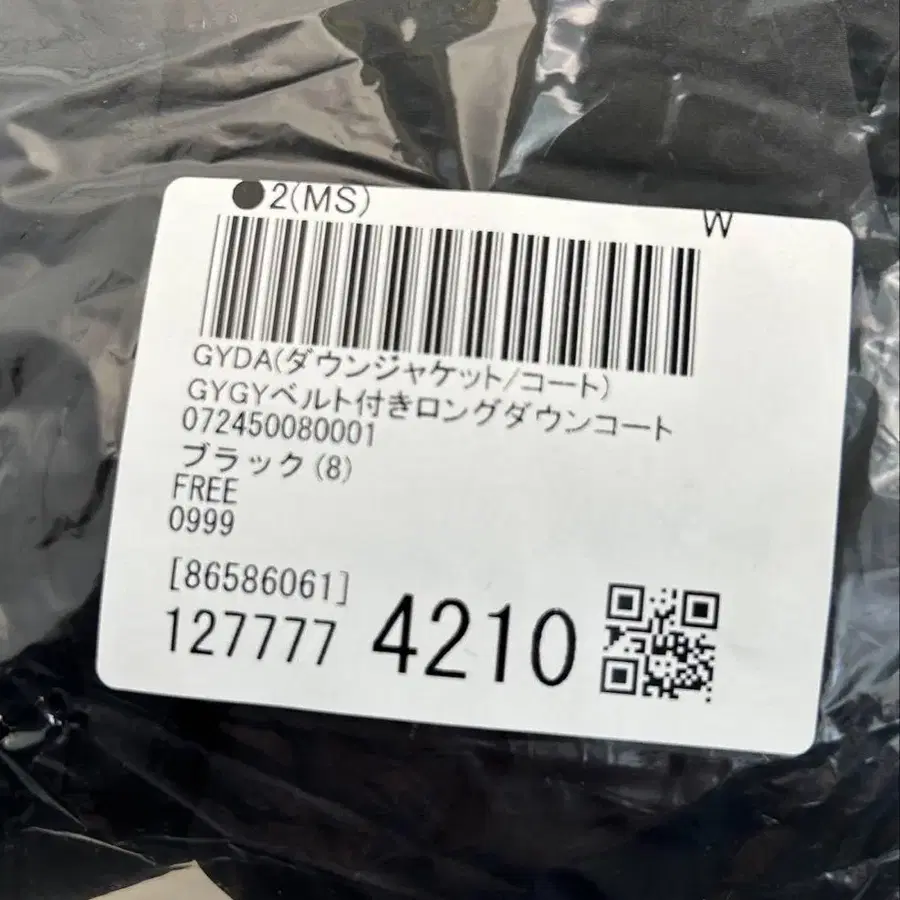 ●2(MS)
W
GYDA(ダウンジャケット/コート)
GYGYベルト付きロングダウンコート
072450080001
ブラック(8)
FREE
0999
[86586061]
127777 4210